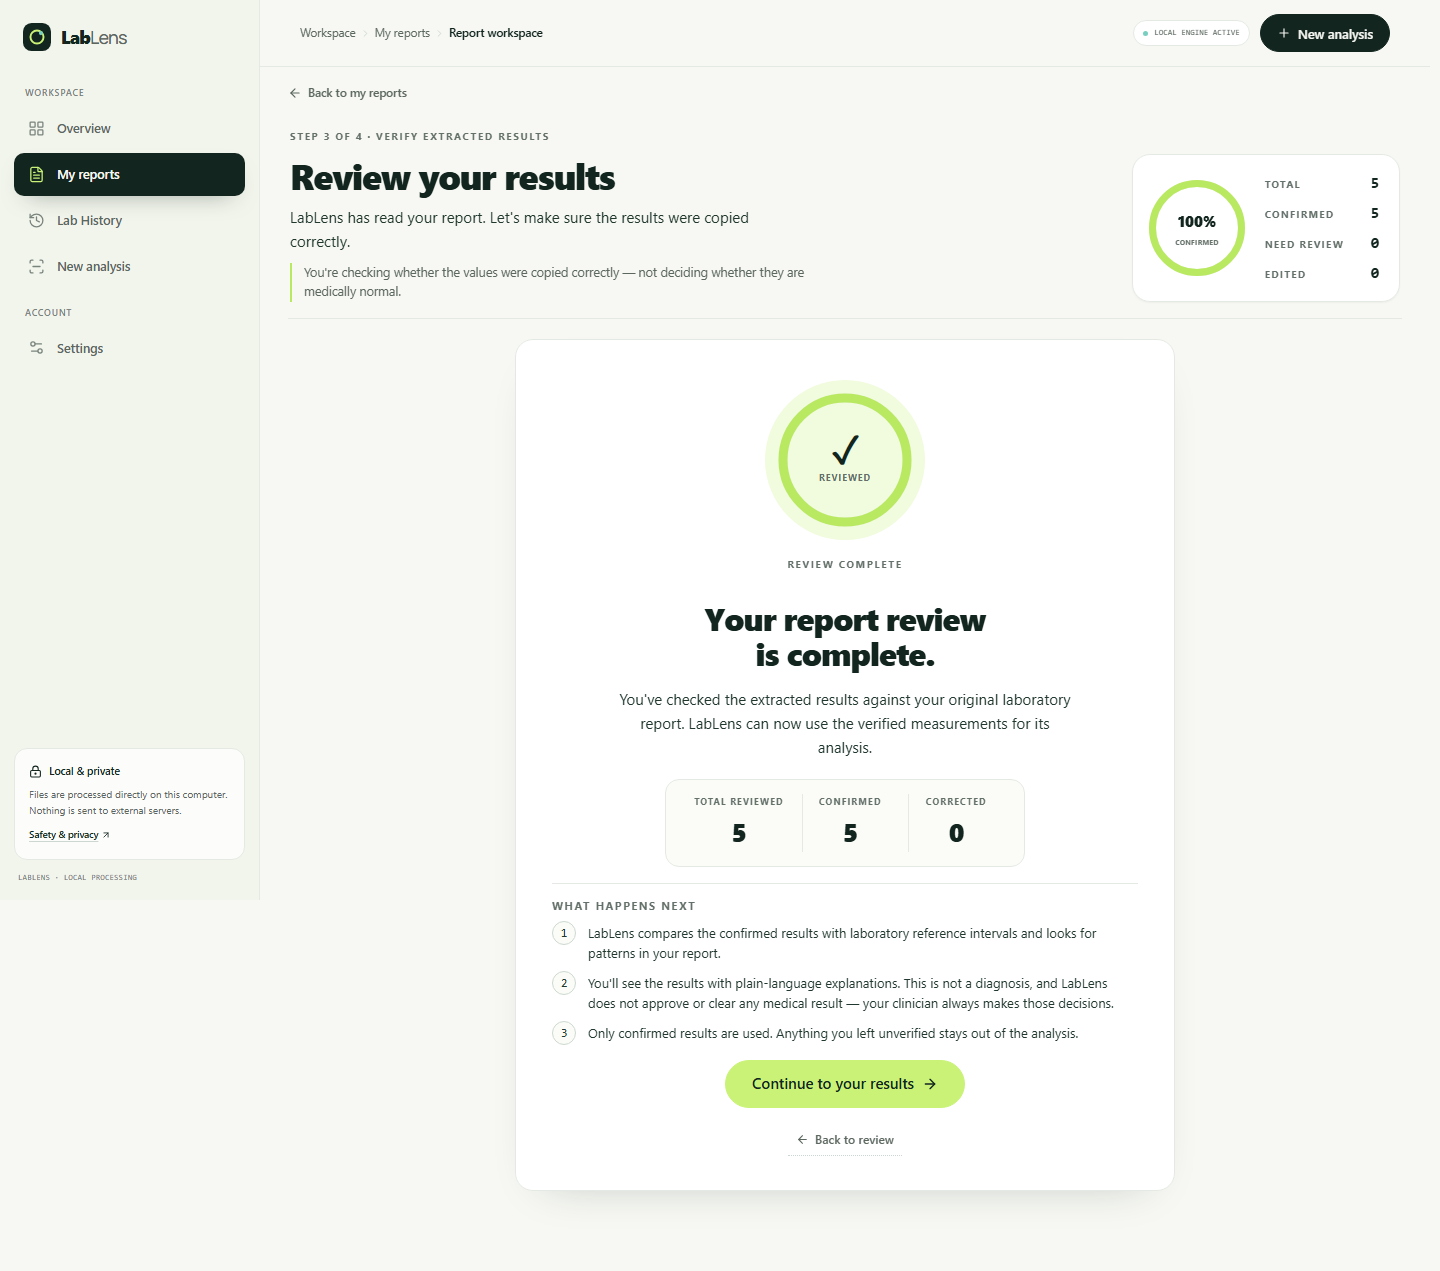 LabLens
WORKSPACE
Overview
My reports
Lab History
New analysis
ACCOUNT
Settings
Local & private
Files are processed directly on this computer.
Nothing is sent to external servers.
Safety & privacy ↗
LABLENS · LOCAL PROCESSING
Workspace › My reports › Report workspace
LOCAL ENGINE ACTIVE
+ New analysis
← Back to my reports
STEP 3 OF 4 · VERIFY EXTRACTED RESULTS
Review your results
LabLens has read your report. Let's make sure the results were copied
correctly.
You're checking whether the values were copied correctly — not deciding whether they are
medically normal.
100%
CONFIRMED
TOTAL 5
CONFIRMED 5
NEED REVIEW 0
EDITED 0
✓
REVIEWED
REVIEW COMPLETE
Your report review
is complete.
You've checked the extracted results against your original laboratory
report. LabLens can now use the verified measurements for its
analysis.
TOTAL REVIEWED CONFIRMED CORRECTED
5 5 0
WHAT HAPPENS NEXT
1 LabLens compares the confirmed results with laboratory reference intervals and looks for
patterns in your report.
2 You'll see the results with plain-language explanations. This is not a diagnosis, and LabLens
does not approve or clear any medical result — your clinician always makes those decisions.
3 Only confirmed results are used. Anything you left unverified stays out of the analysis.
Continue to your results →
← Back to review